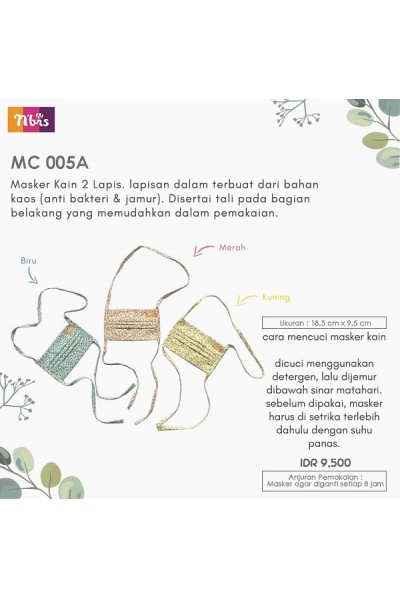 n'brs
MC 005A
Masker Kain 2 Lapis. lapisan dalam terbuat dari bahan
kaos (anti bakteri & jamur). Disertai tali pada bagian
belakang yang memudahkan dalam pemakaian.
Merah
Biru
Kuning
Ukuran : 18,5 cm x 9,5 cm
cara mencuci masker kain
dicuci menggunakan
detergen, lalu dijemur
dibawah sinar matahari.
sebelum dipakai, masker
harus di setrika terlebih
dahulu dengan suhu
panas.
IDR 9,500
Anjuran Pemakaian :
Masker agar diganti setiap 8 jam